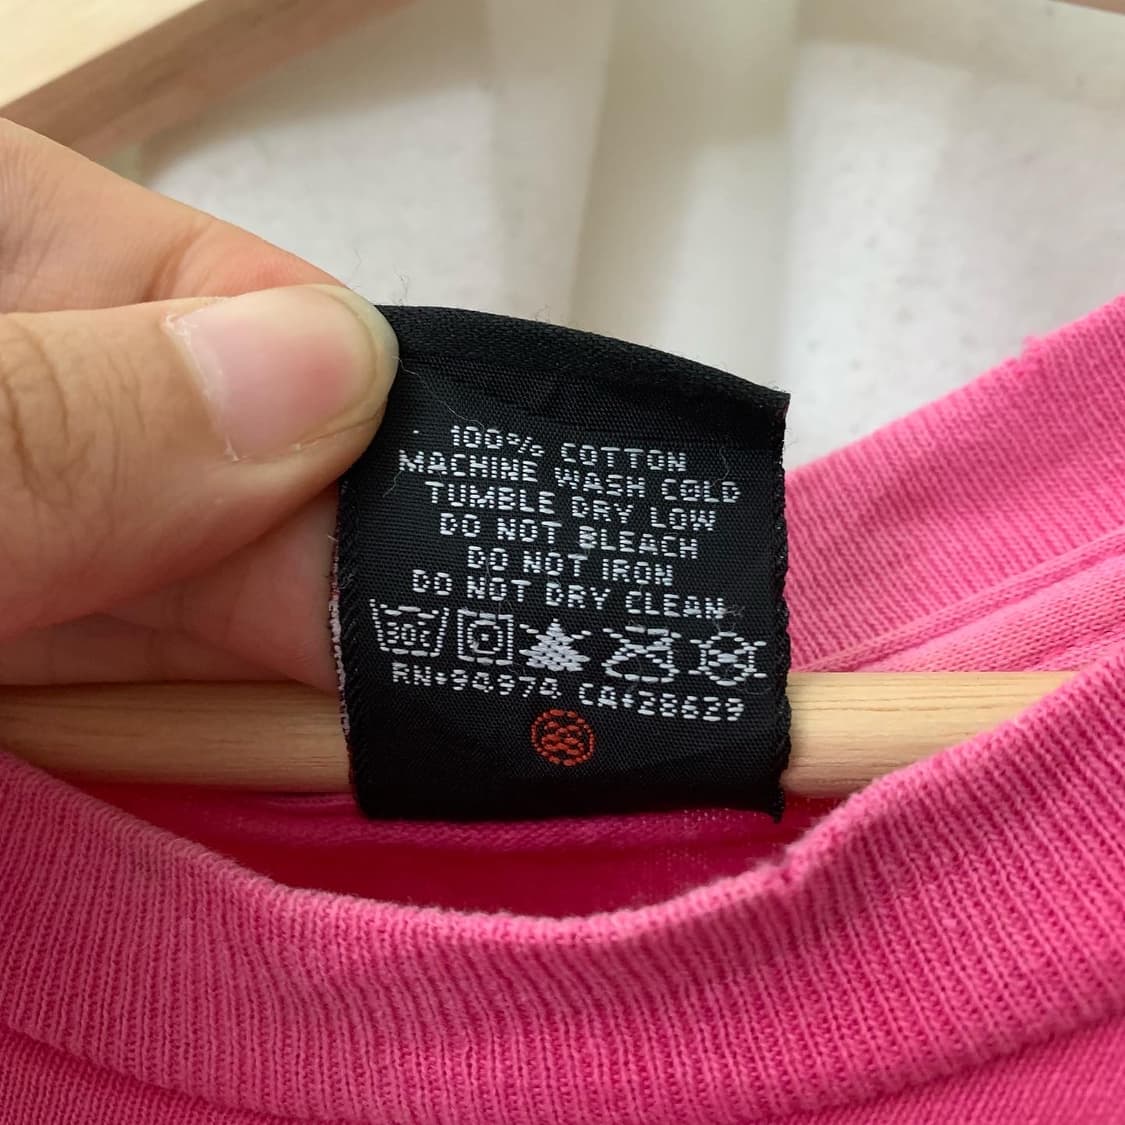 100% COTTON
MACHINE WASH COLD
TUMBLE DRY LOW
DO NOT BLEACH
DO NOT IRON
DO NOT DRY CLEAN
30c
RN•94974 CA•28629